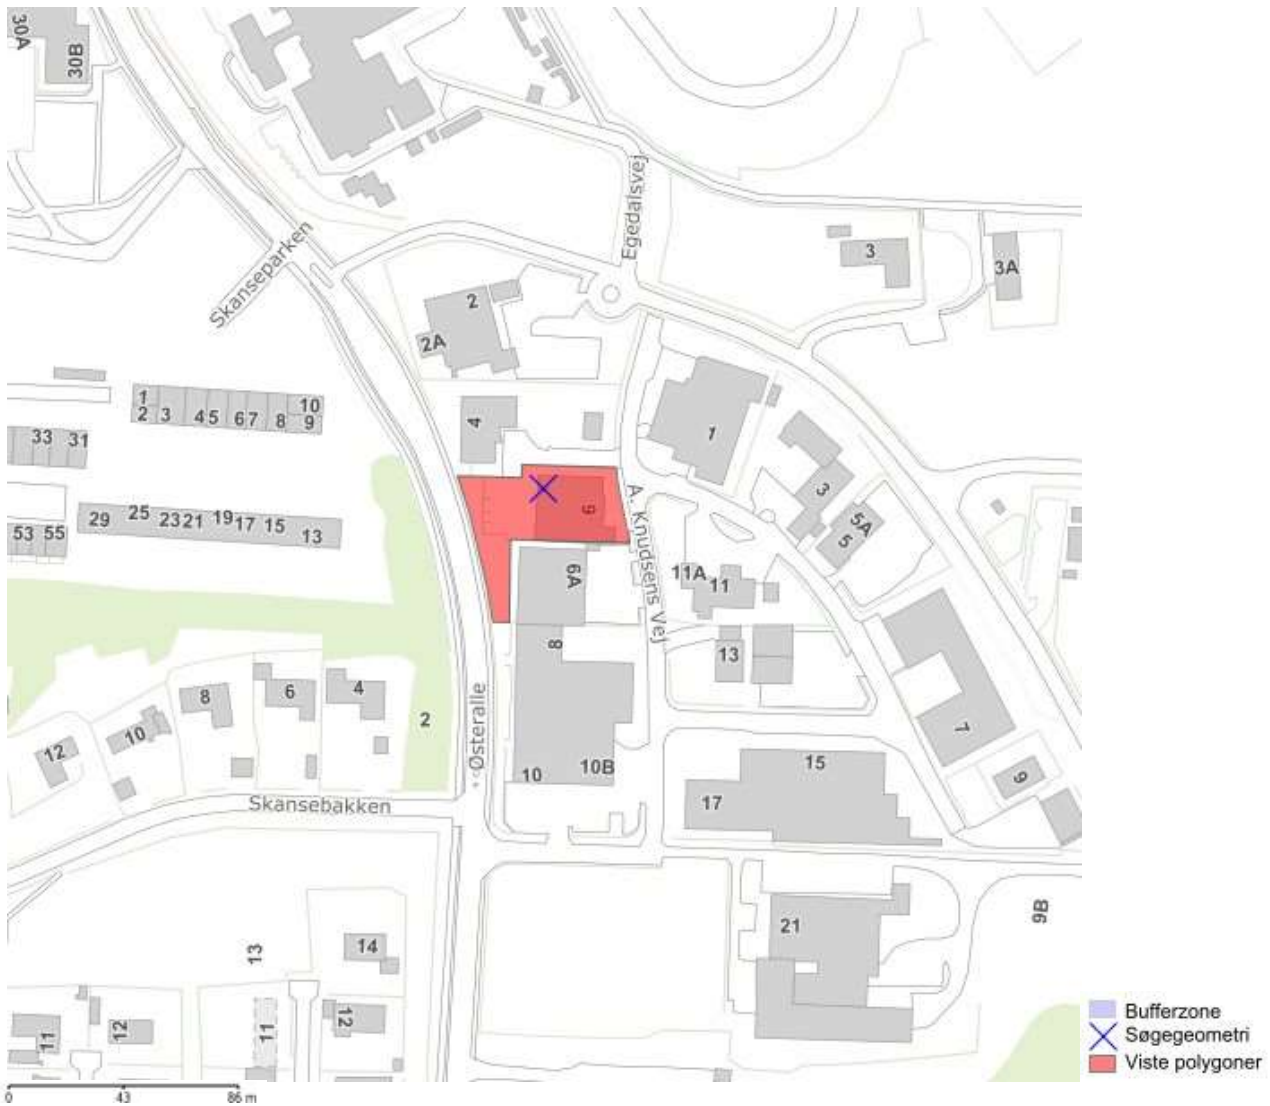 30A
30B
Egedalsvej
Skanseparken
3
3A
2
2A
1
10
2 3 4 5 6 7 8 9
4
33 31
1
3
29 25 23 21 19 17 15 13
6
5A
5
53 55
A. Knudsens Vej
6A
11A
11
8
13
8
6
4
2
10
12
Østeralle
7
15
10
10B
9
17
Skansebakken
21
9B
13
14
11
12
11
12
Bufferzone
Søgegeometri
Viste polygoner
0 43 86 m